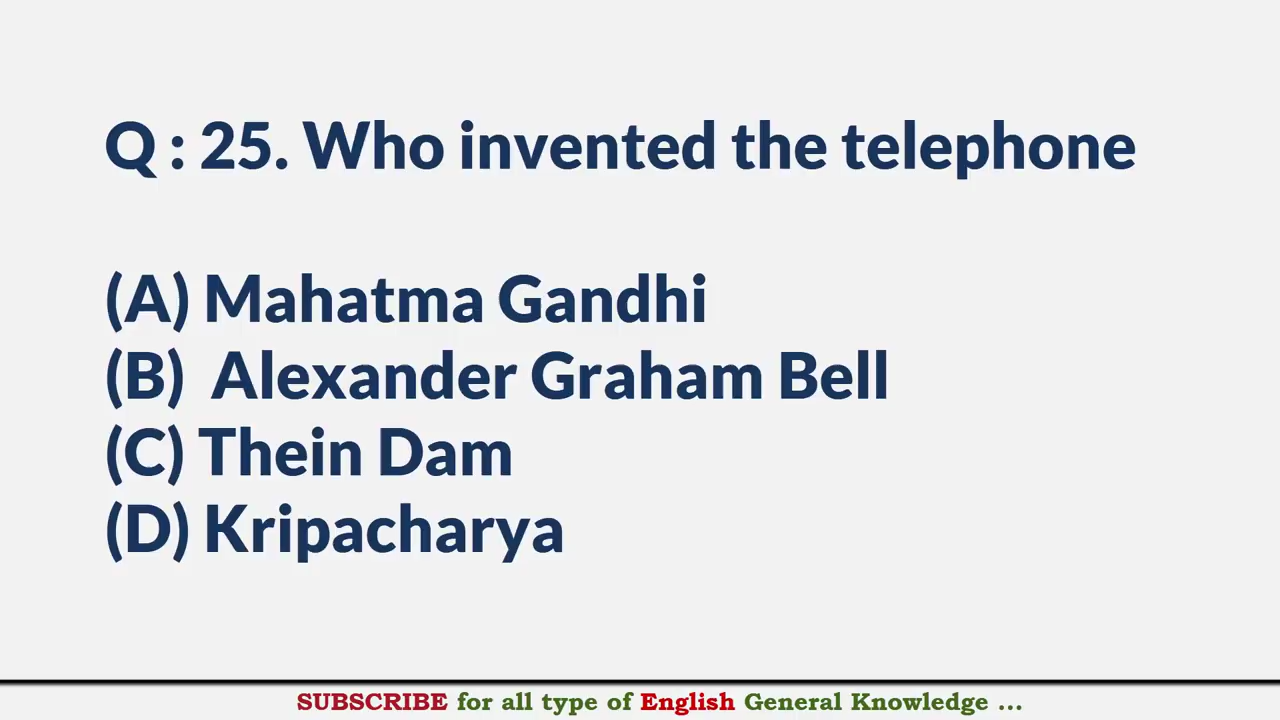 Q : 25. Who invented the telephone
(A) Mahatma Gandhi
(B)  Alexander Graham Bell
(C) Thein Dam
(D) Kripacharya
SUBSCRIBE for all type of English General Knowledge ...